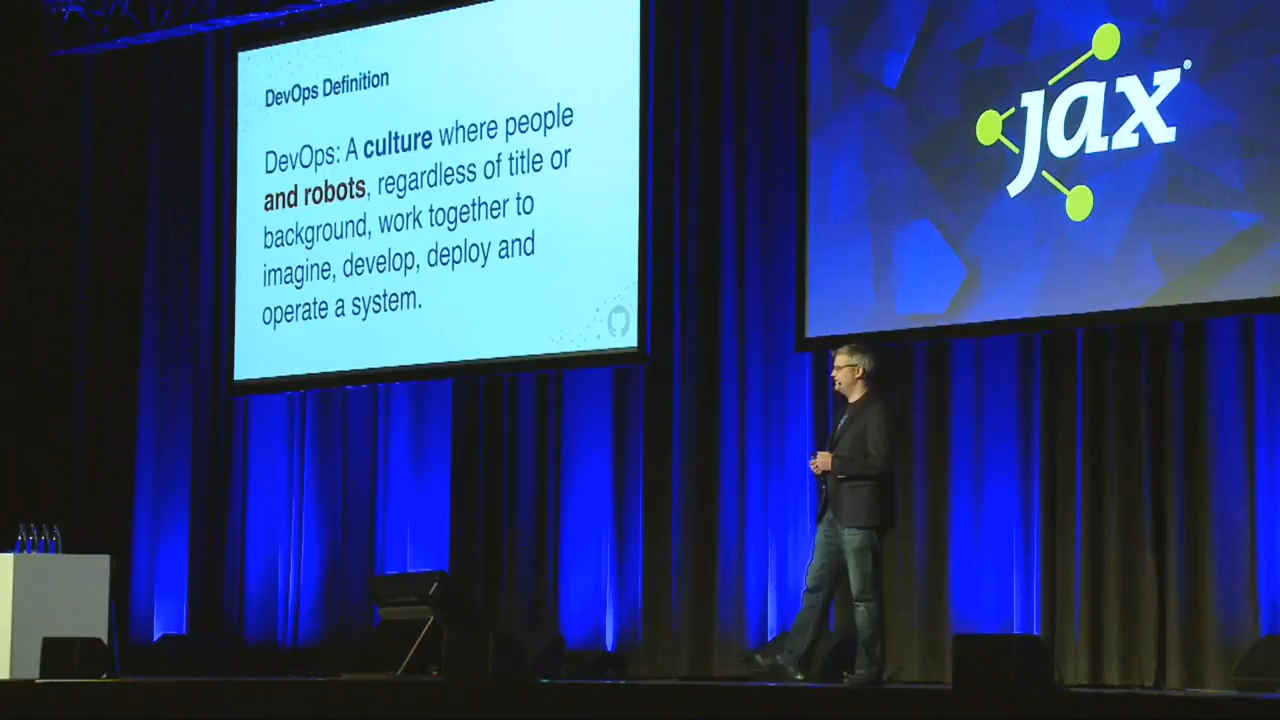 DevOps Definition
DevOps: A culture where people
and robots, regardless of title or
background, work together to
imagine, develop, deploy and
operate a system.
jax®